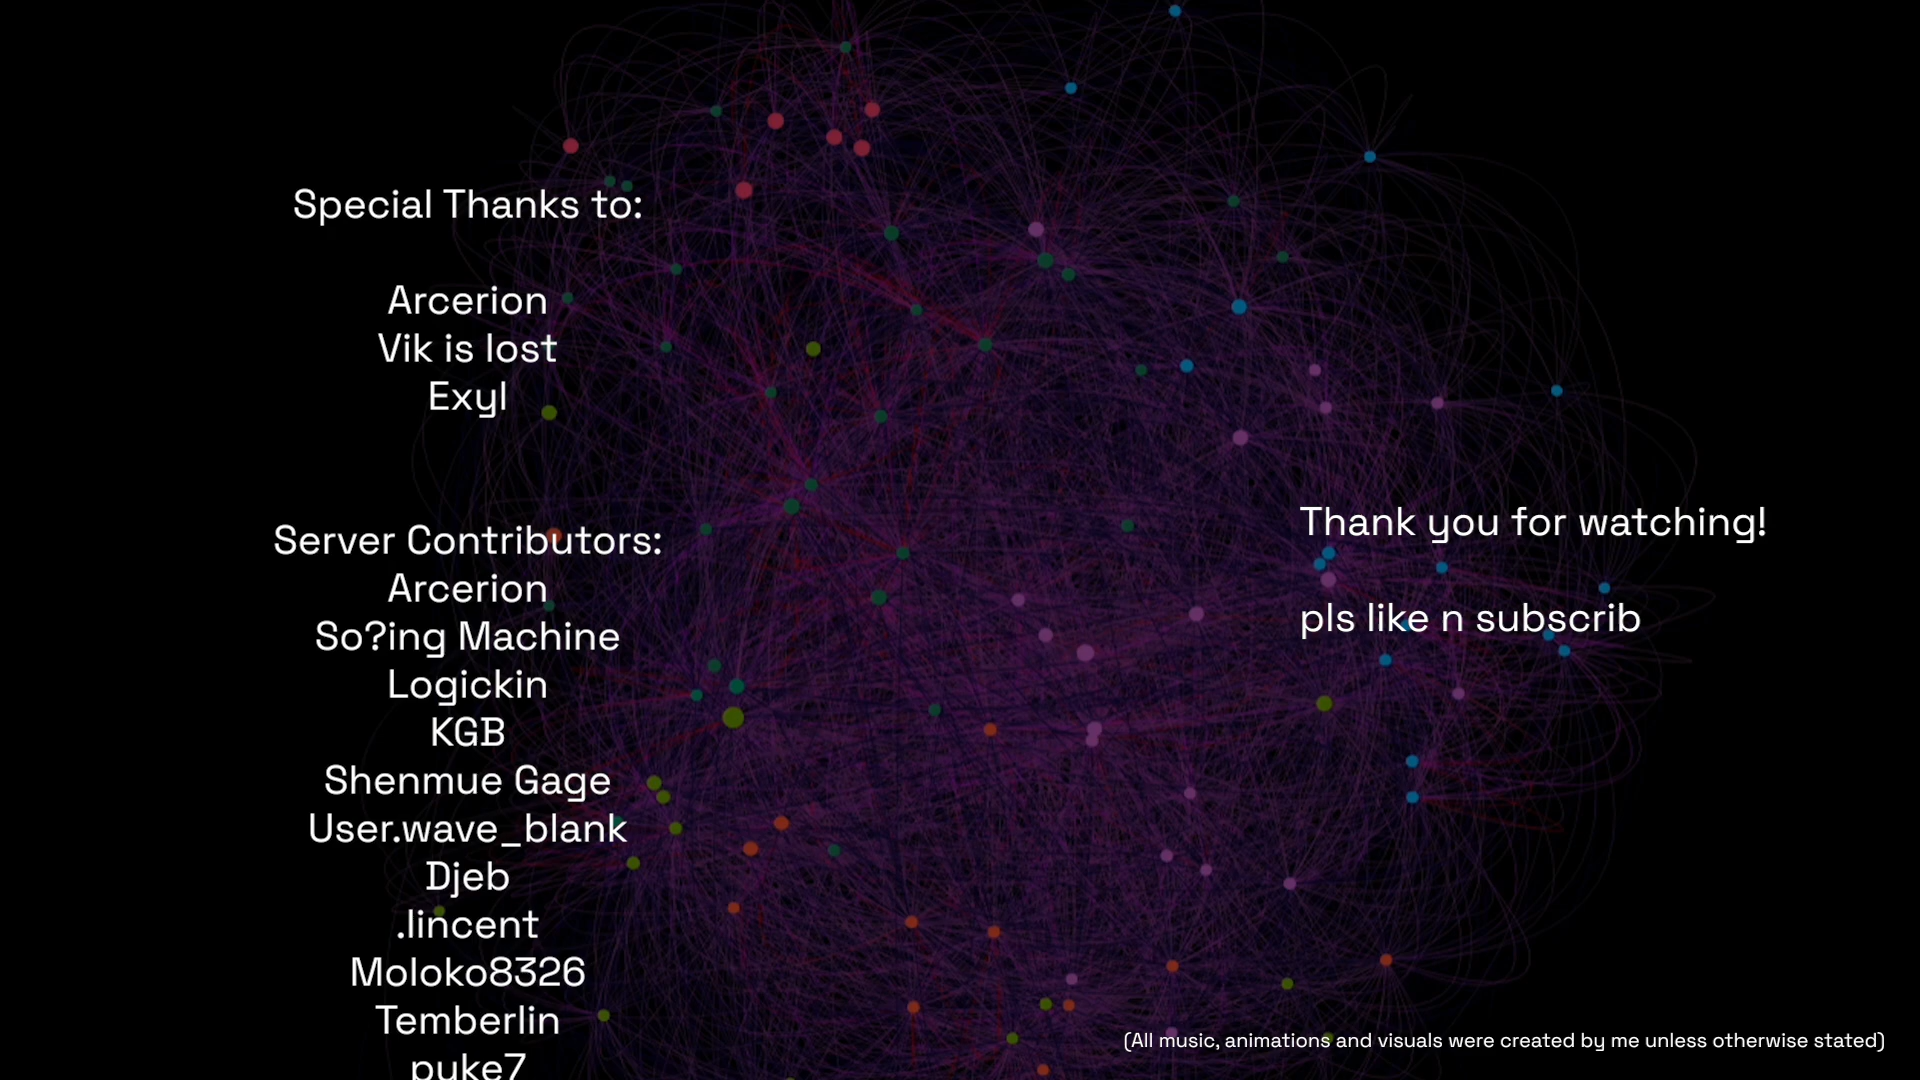 Special Thanks to:
Arcerion
Vik is lost
Exyl
Server Contributors:
Arcerion
So?ing Machine
Logickin
KGB
Shenmue Gage
User.wave_blank
Djeb
.lincent
Moloko8326
Temberlin
puke7
Thank you for watching!
pls like n subscrib
(All music, animations and visuals were created by me unless otherwise stated)